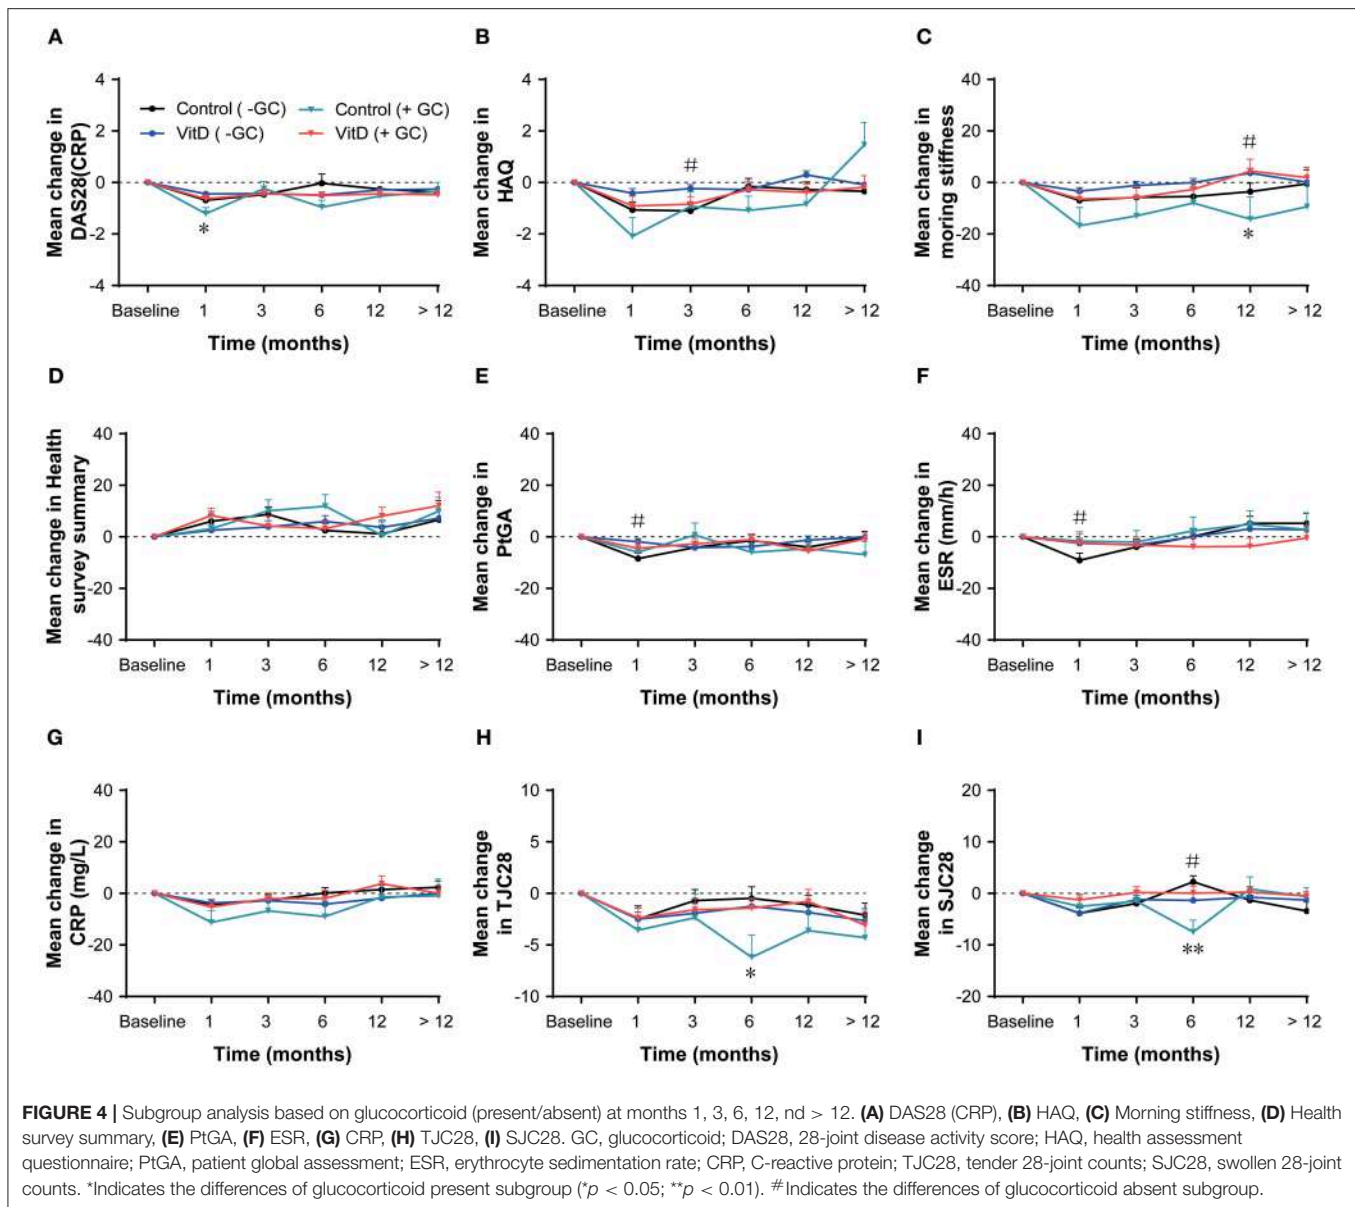 A
Mean change in
DAS28(CRP)
4
2
0
-2
-4
Control ( -GC)
Control (+ GC)
VitD ( -GC)
VitD (+ GC)
*
Baseline 1 3 6 12 > 12
Time (months)
B
Mean change in
HAQ
4
2
0
-2
-4
#
Baseline 1 3 6 12 > 12
Time (months)
C
Mean change in
moring stiffness
40
20
0
-20
-40
#
*
Baseline 1 3 6 12 > 12
Time (months)
D
Mean change in Health
survey summary
40
20
0
-20
-40
Baseline 1 3 6 12 > 12
Time (months)
E
Mean change in
PtGA
40
20
0
-20
-40
#
Baseline 1 3 6 12 > 12
Time (months)
F
Mean change in
ESR (mm/h)
40
20
0
-20
-40
#
Baseline 1 3 6 12 > 12
Time (months)
G
Mean change in
CRP (mg/L)
40
20
0
-20
-40
Baseline 1 3 6 12 > 12
Time (months)
H
Mean change
in TJC28
10
5
0
-5
-10
*
Baseline 1 3 6 12 > 12
Time (months)
I
Mean change
in SJC28
20
10
0
-10
-20
#
**
Baseline 1 3 6 12 > 12
Time (months)
FIGURE 4 | Subgroup analysis based on glucocorticoid (present/absent) at months 1, 3, 6, 12, nd > 12. (A) DAS28 (CRP), (B) HAQ, (C) Morning stiffness, (D) Health
survey summary, (E) PtGA, (F) ESR, (G) CRP, (H) TJC28, (I) SJC28. GC, glucocorticoid; DAS28, 28-joint disease activity score; HAQ, health assessment
questionnaire; PtGA, patient global assessment; ESR, erythrocyte sedimentation rate; CRP, C-reactive protein; TJC28, tender 28-joint counts; SJC28, swollen 28-joint
counts. *Indicates the differences of glucocorticoid present subgroup (*p < 0.05; **p < 0.01). #Indicates the differences of glucocorticoid absent subgroup.